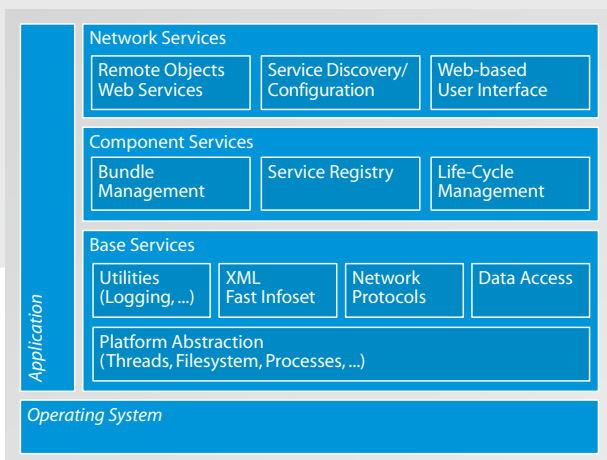 Network Services
Remote Objects
Web Services
Service Discovery/
Configuration
Web-based
User Interface
Component Services
Bundle
Management
Service Registry
Life-Cycle
Management
Base Services
Utilities
(Logging, ...)
XML
Fast Infoset
Network
Protocols
Data Access
Platform Abstraction
(Threads, Filesystem, Processes, ...)
Application
Operating System